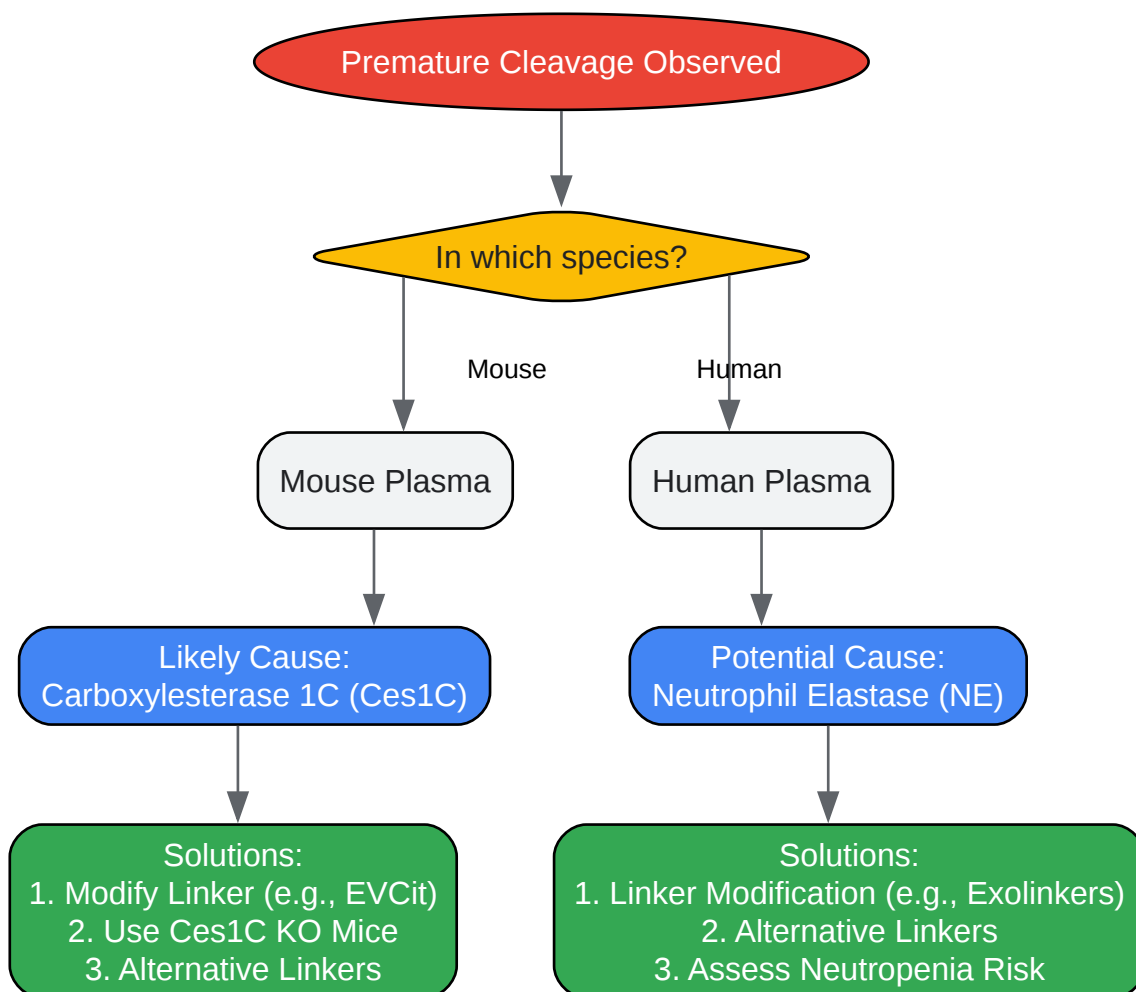 Premature Cleavage Observed
In which species?
Mouse
Human
Mouse Plasma
Human Plasma
Likely Cause:
Carboxylesterase 1C (Ces1C)
Potential Cause:
Neutrophil Elastase (NE)
Solutions:
1. Modify Linker (e.g., EVCit)
2. Use Ces1C KO Mice
3. Alternative Linkers
Solutions:
1. Linker Modification (e.g., Exolinkers)
2. Alternative Linkers
3. Assess Neutropenia Risk